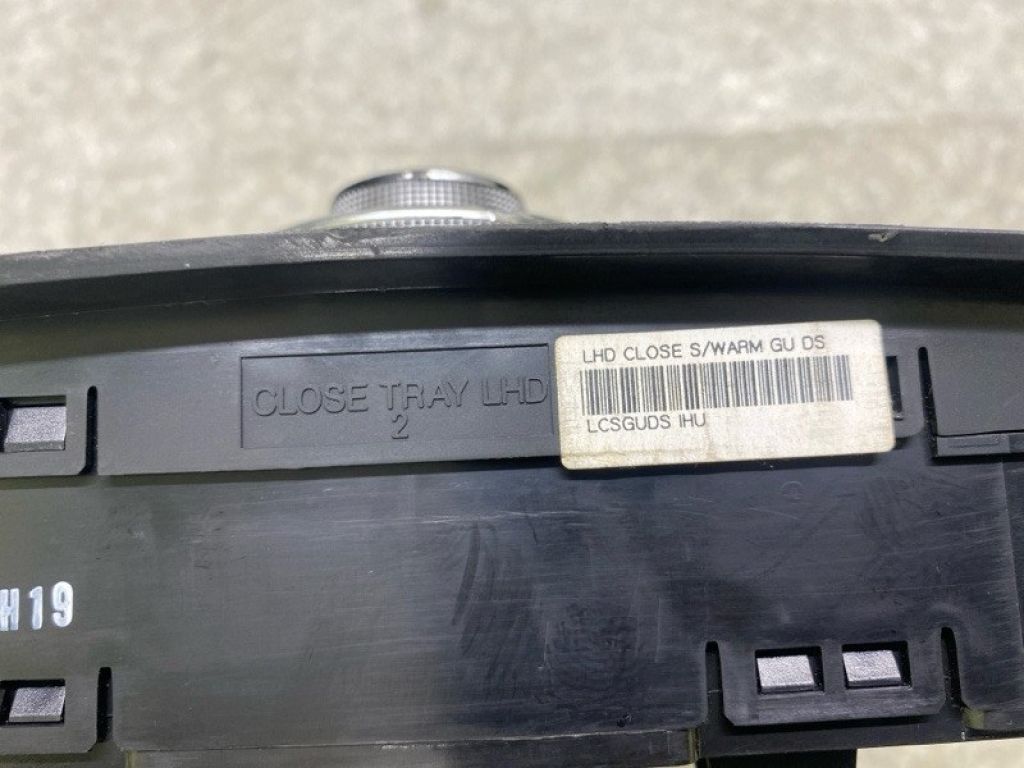 LHD CLOSE S/WARM GU DS
LCSGUDS IHU
CLOSE TRAY LHD
2
H19